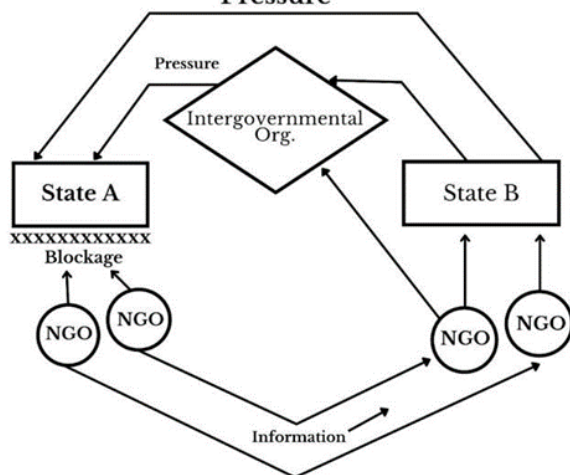 Pressure
Pressure
Intergovernmental
Org.
State A
State B
xxxxxxxxxxxx
Blockage
NGO
NGO
NGO
NGO
Information